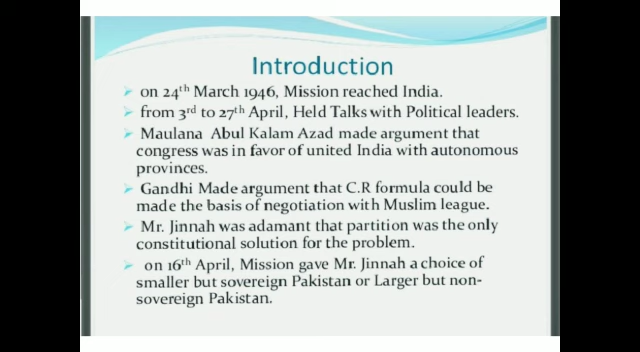 Introduction
on 24th March 1946, Mission reached India.
from 3rd to 27th April, Held Talks with Political leaders.
Maulana Abul Kalam Azad made argument that
congress was in favor of united India with autonomous
provinces.
Gandhi Made argument that C.R formula could be
made the basis of negotiation with Muslim league.
Mr. Jinnah was adamant that partition was the only
constitutional solution for the problem.
on 16th April, Mission gave Mr. Jinnah a choice of
smaller but sovereign Pakistan or Larger but non-
sovereign Pakistan.